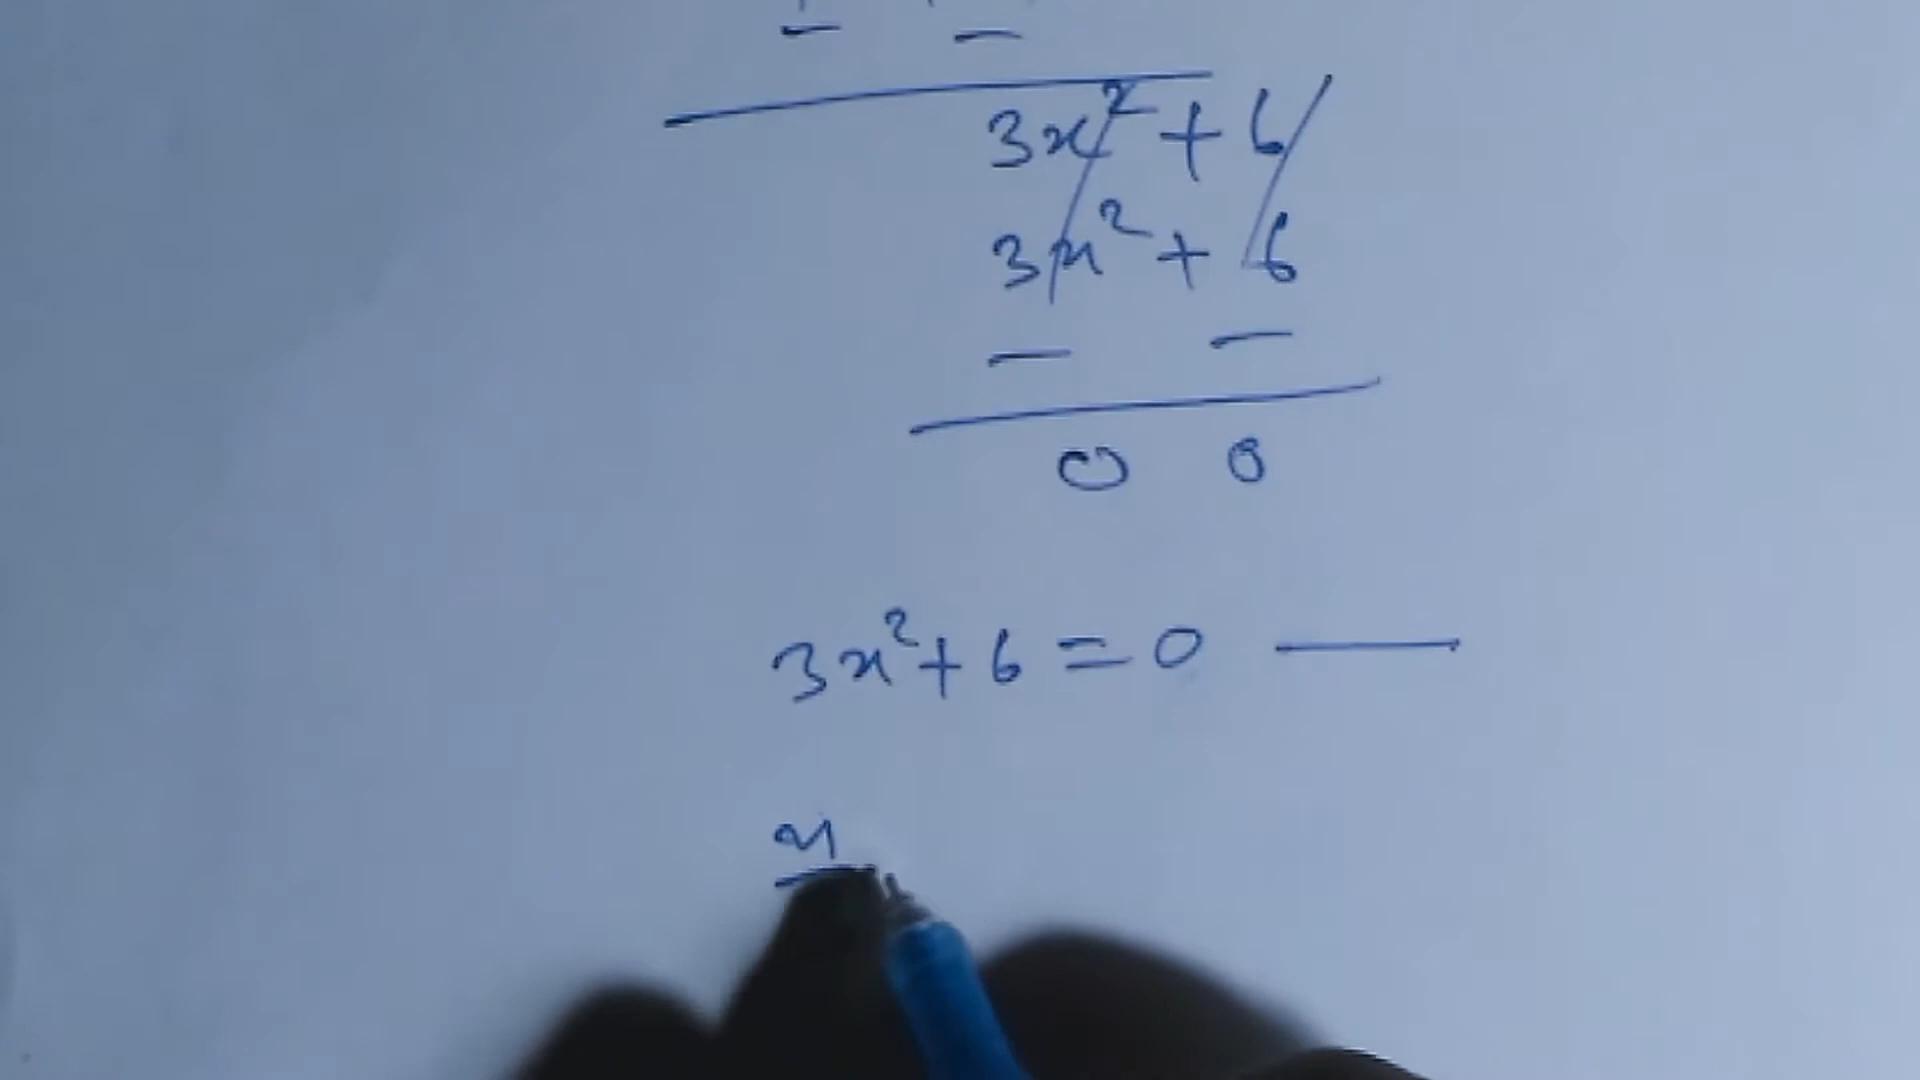 3x² + 6
3x² + 6
— —
0 0
3x² + 6 = 0 —
x